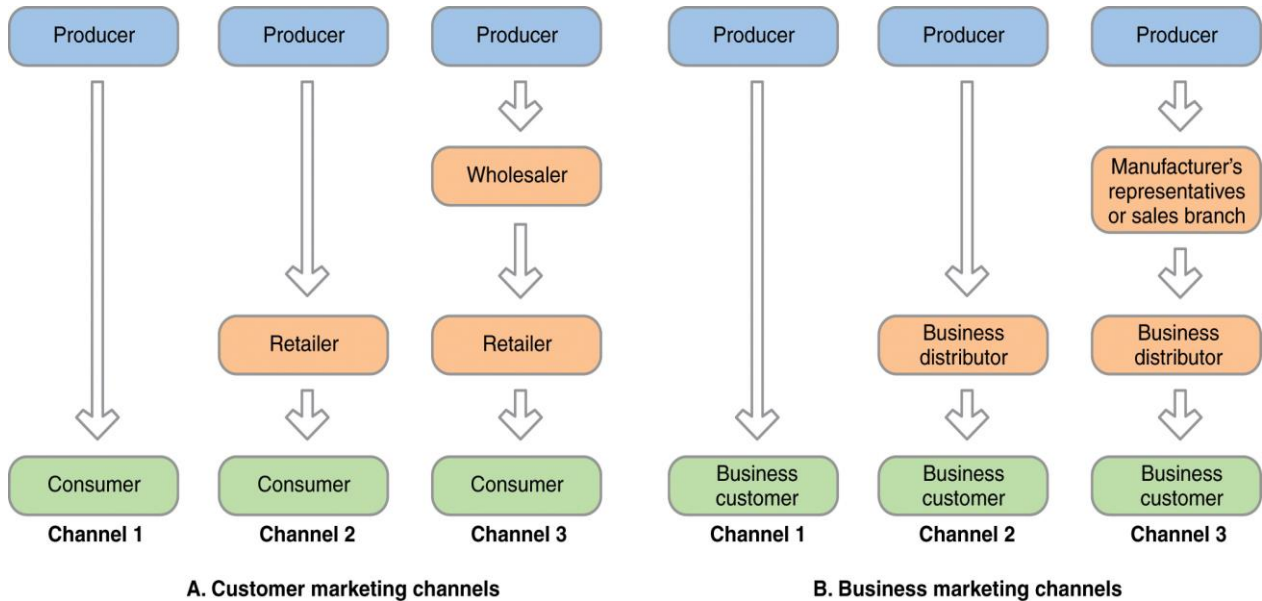 Producer
Producer
Producer
Producer
Producer
Producer
Wholesaler
Manufacturer's
representatives
or sales branch
Retailer
Retailer
Business
distributor
Business
distributor
Consumer
Consumer
Consumer
Business
customer
Business
customer
Business
customer
Channel 1
Channel 2
Channel 3
Channel 1
Channel 2
Channel 3
A. Customer marketing channels
B. Business marketing channels